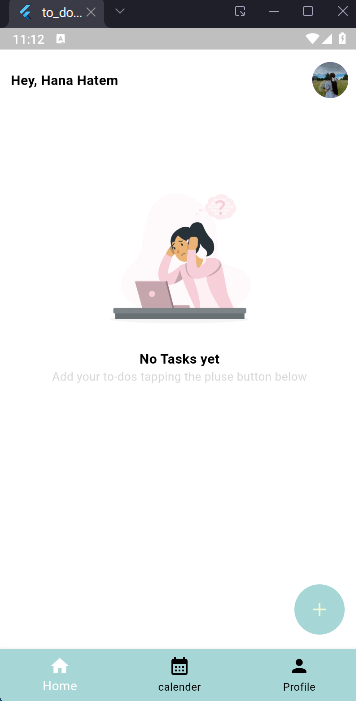 to_do...
11:12 A
Hey, Hana Hatem
?
No Tasks yet
Add your to-dos tapping the pluse button below
+
Home calender Profile